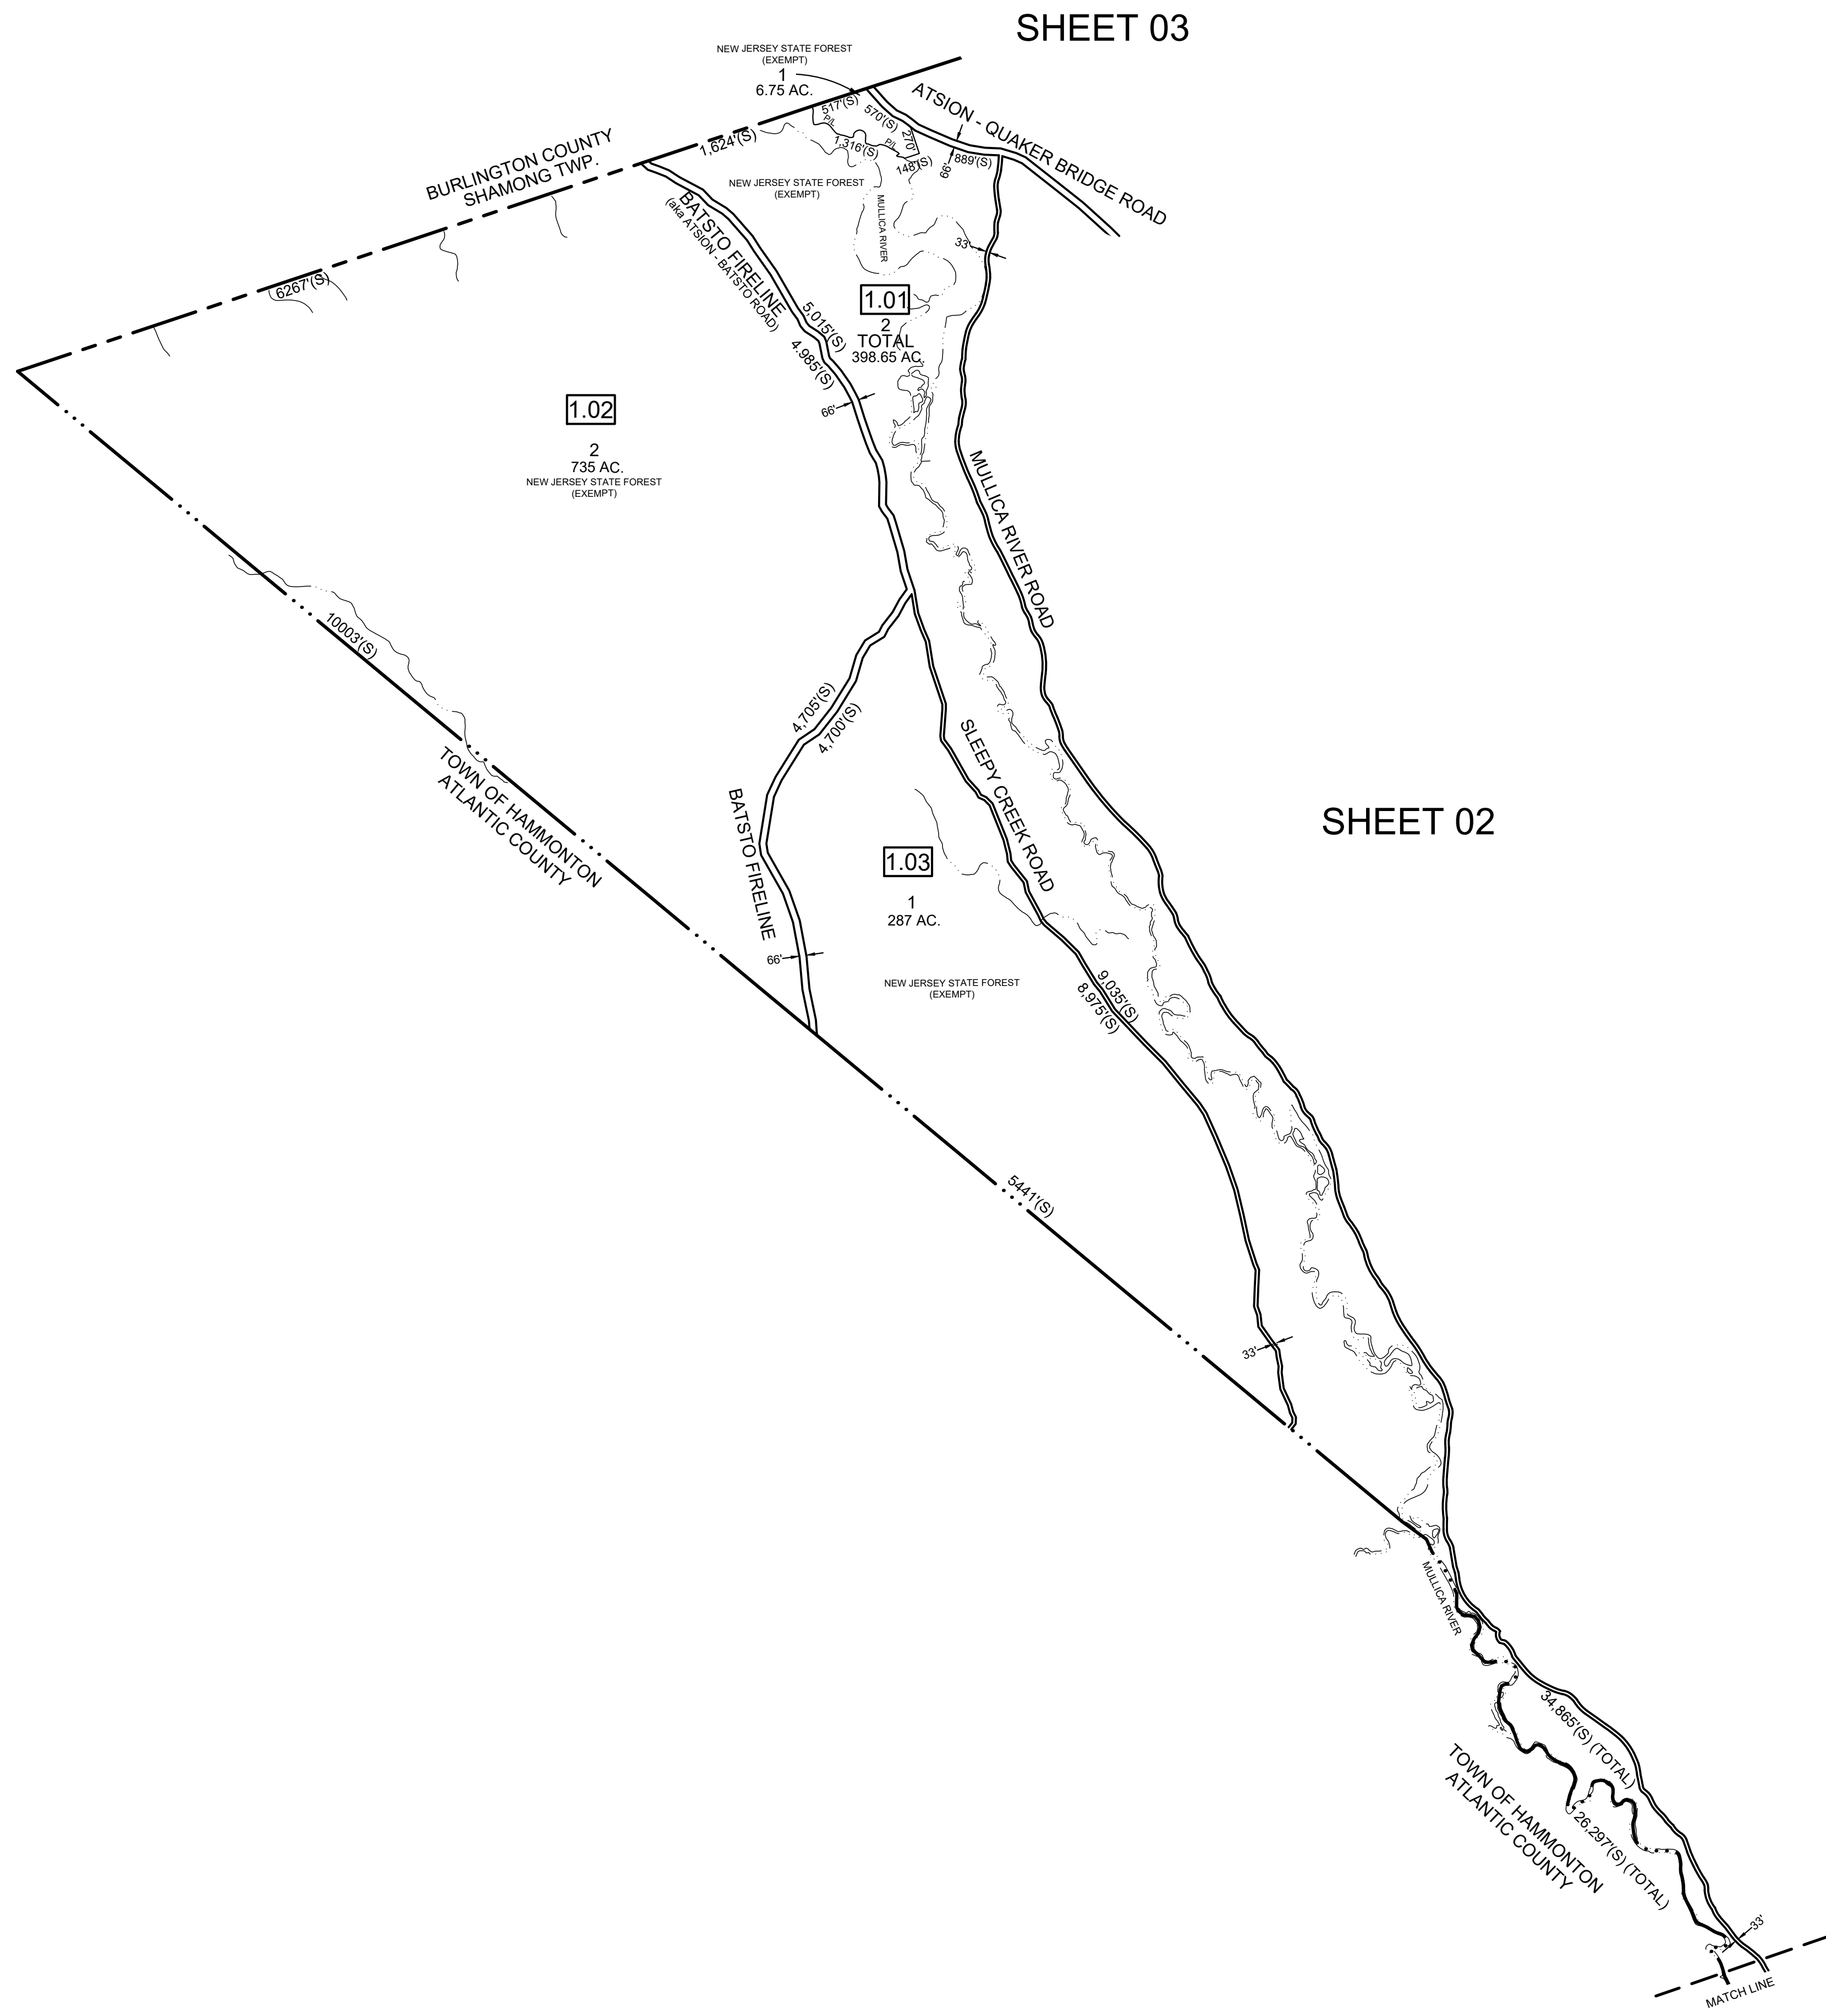 SHEET 03
NEW JERSEY STATE FOREST
(EXEMPT)
1
6.75 AC.
ATSION - QUAKER BRIDGE ROAD
517'(S)
570'(S)
P/L
270'
1,316'(S)
P/L
148'(S)
889'(S)
66'
1,624'(S)
BURLINGTON COUNTY
SHAMONG TWP.
NEW JERSEY STATE FOREST
(EXEMPT)
MULLICA RIVER
BATSTO FIRELINE
(aka ATSION - BATSTO ROAD)
33'
6267'(S)
1.01
2
TOTAL
398.65 AC.
5,015'(S)
4.985'(S)
66'
1.02
2
735 AC.
NEW JERSEY STATE FOREST
(EXEMPT)
MULLICA RIVER ROAD
10003'(S)
4,705'(S)
4,700'(S)
SLEEPY CREEK ROAD
TOWN OF HAMMONTON
ATLANTIC COUNTY
BATSTO FIRELINE
SHEET 02
1.03
1
287 AC.
66'
NEW JERSEY STATE FOREST
(EXEMPT)
9,035'(S)
8,975'(S)
5441'(S)
33'
MULLICA RIVER
34,865'(S) (TOTAL)
TOWN OF HAMMONTON
ATLANTIC COUNTY
26,297'(S) (TOTAL)
33'
MATCH LINE